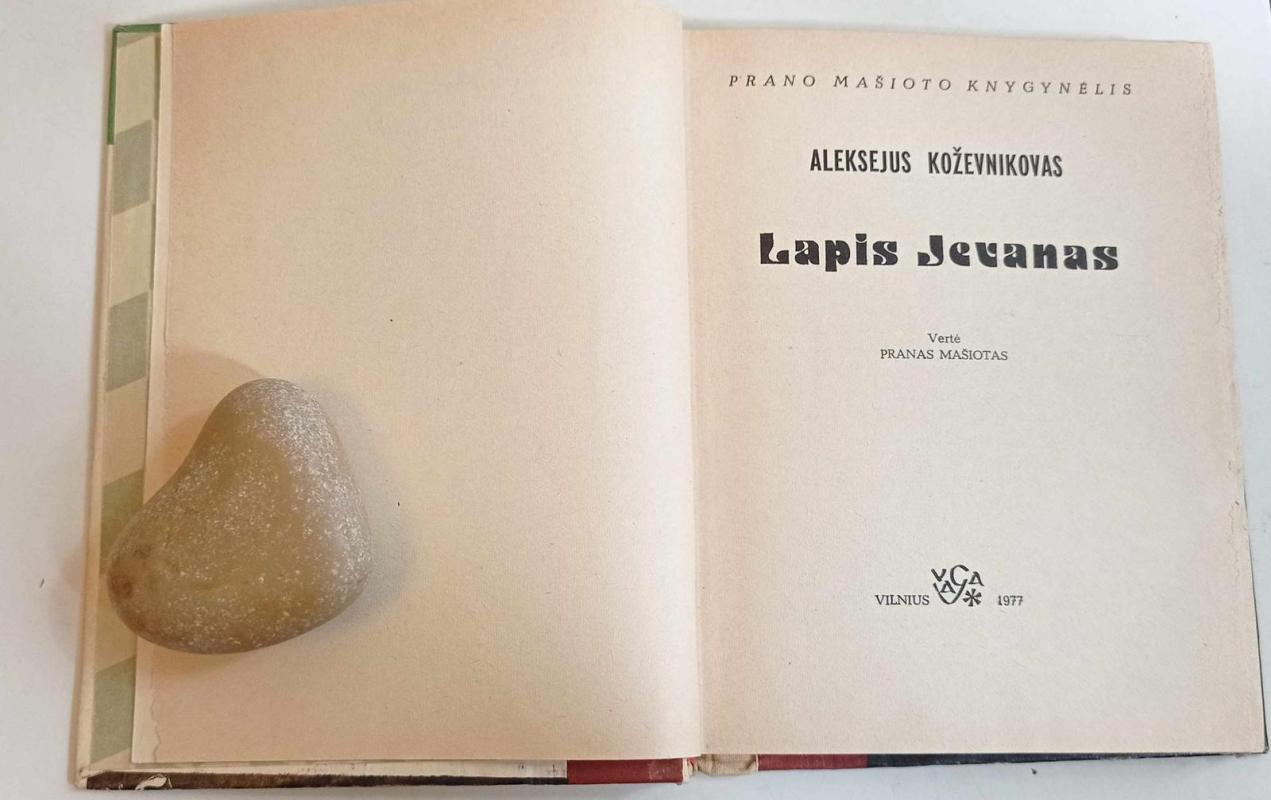 PRANO MAŠIOTO KNYGYNĖLIS
ALEKSEJUS KOŽEVNIKOVAS
Lapis Jevanas
Vertė
PRANAS MAŠIOTAS
VAGA
VILNIUS 1977